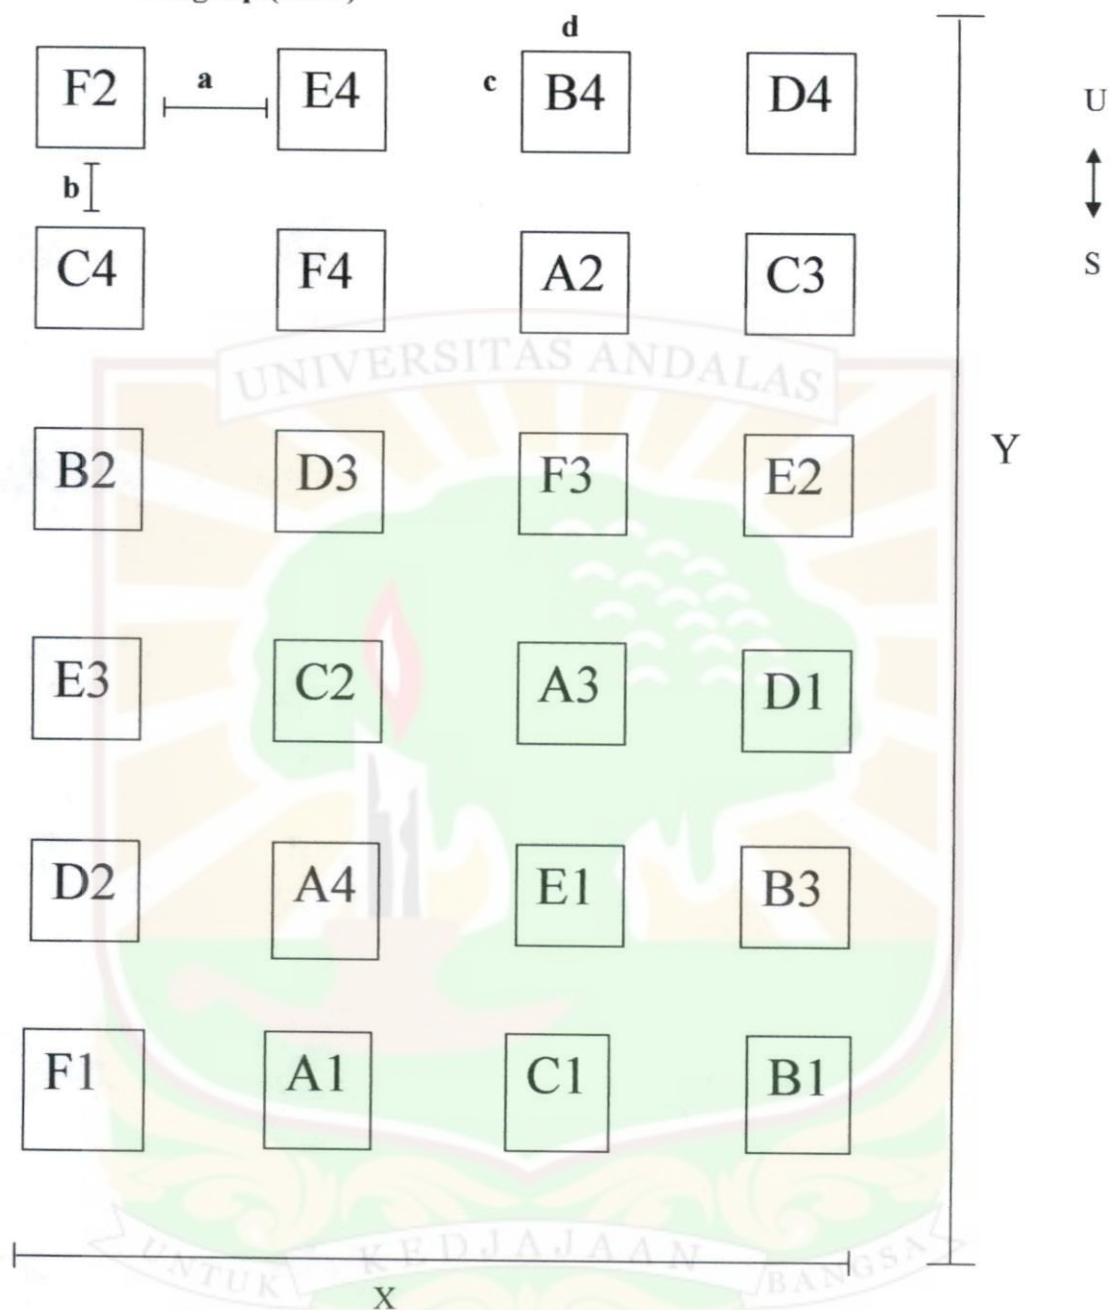 d
F2 a E4 c B4 D4 U
b
C4 F4 A2 C3 S
UNIVERSITAS ANDALAS
B2 D3 F3 E2 Y
E3 C2 A3 D1
D2 A4 E1 B3
F1 A1 C1 B1
UNTUK KEDJAJAAN BANGSA
X